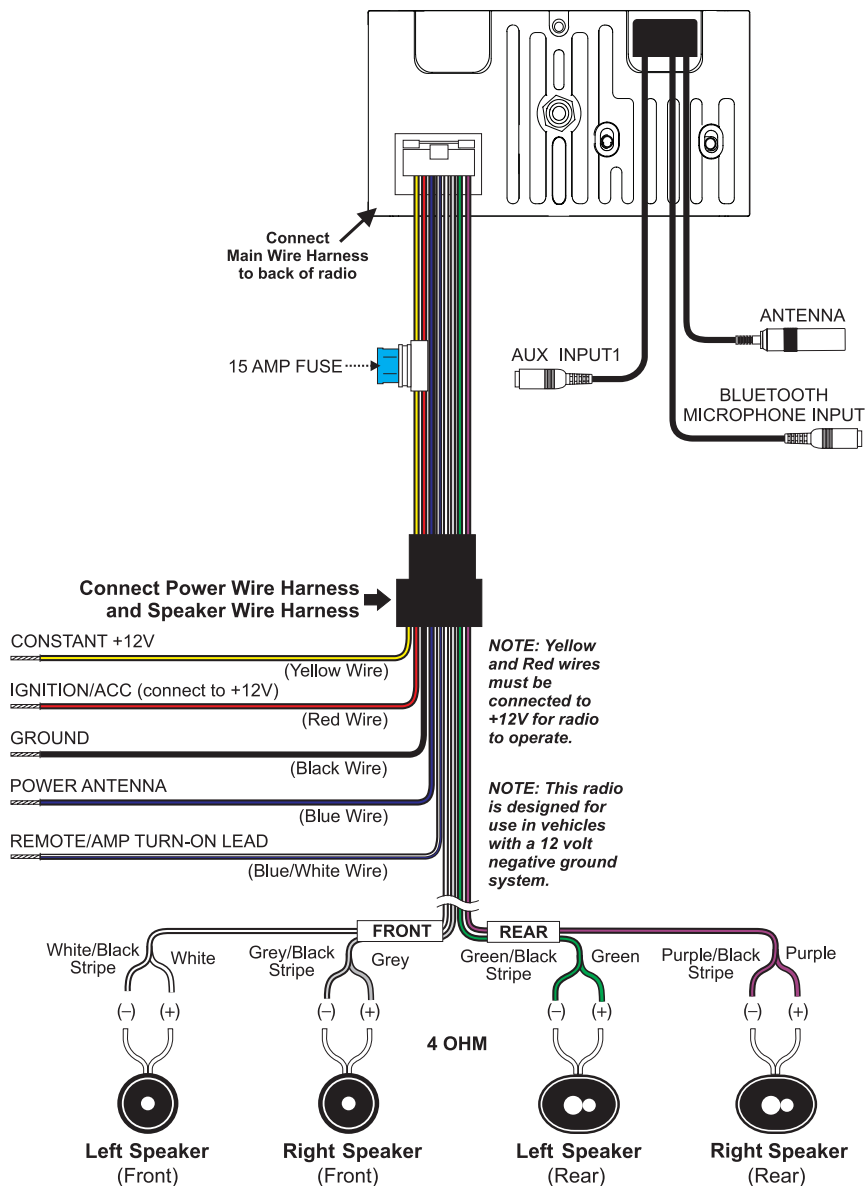 Connect
Main Wire Harness
to back of radio
ANTENNA
15 AMP FUSE
AUX INPUT1
BLUETOOTH
MICROPHONE INPUT
Connect Power Wire Harness
and Speaker Wire Harness
CONSTANT +12V
(Yellow Wire)
IGNITION/ACC (connect to +12V)
(Red Wire)
GROUND
(Black Wire)
POWER ANTENNA
(Blue Wire)
REMOTE/AMP TURN-ON LEAD
(Blue/White Wire)
NOTE: Yellow
and Red wires
must be
connected to
+12V for radio
to operate.
NOTE: This radio
is designed for
use in vehicles
with a 12 volt
negative ground
system.
FRONT
REAR
White/Black
Stripe
White
Grey/Black
Stripe
Grey
Green/Black
Stripe
Green
Purple/Black
Stripe
Purple
(–) (+)
(–) (+)
(–) (+)
(–) (+)
4 OHM
Left Speaker
(Front)
Right Speaker
(Front)
Left Speaker
(Rear)
Right Speaker
(Rear)